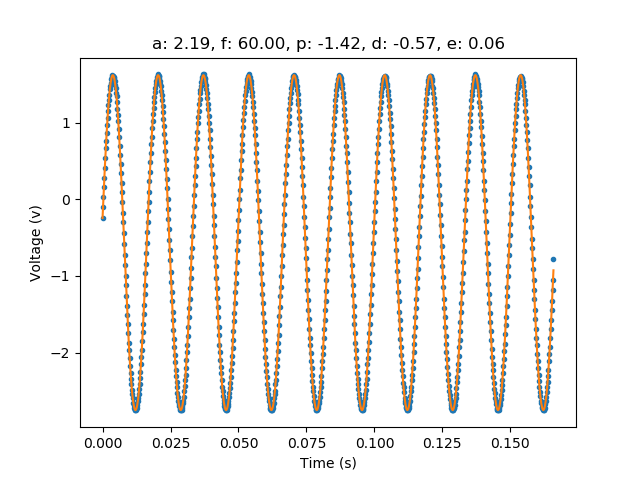 a: 2.19, f: 60.00, p: -1.42, d: -0.57, e: 0.06
1
0
−1
−2
Voltage (v)
0.000 0.025 0.050 0.075 0.100 0.125 0.150
Time (s)